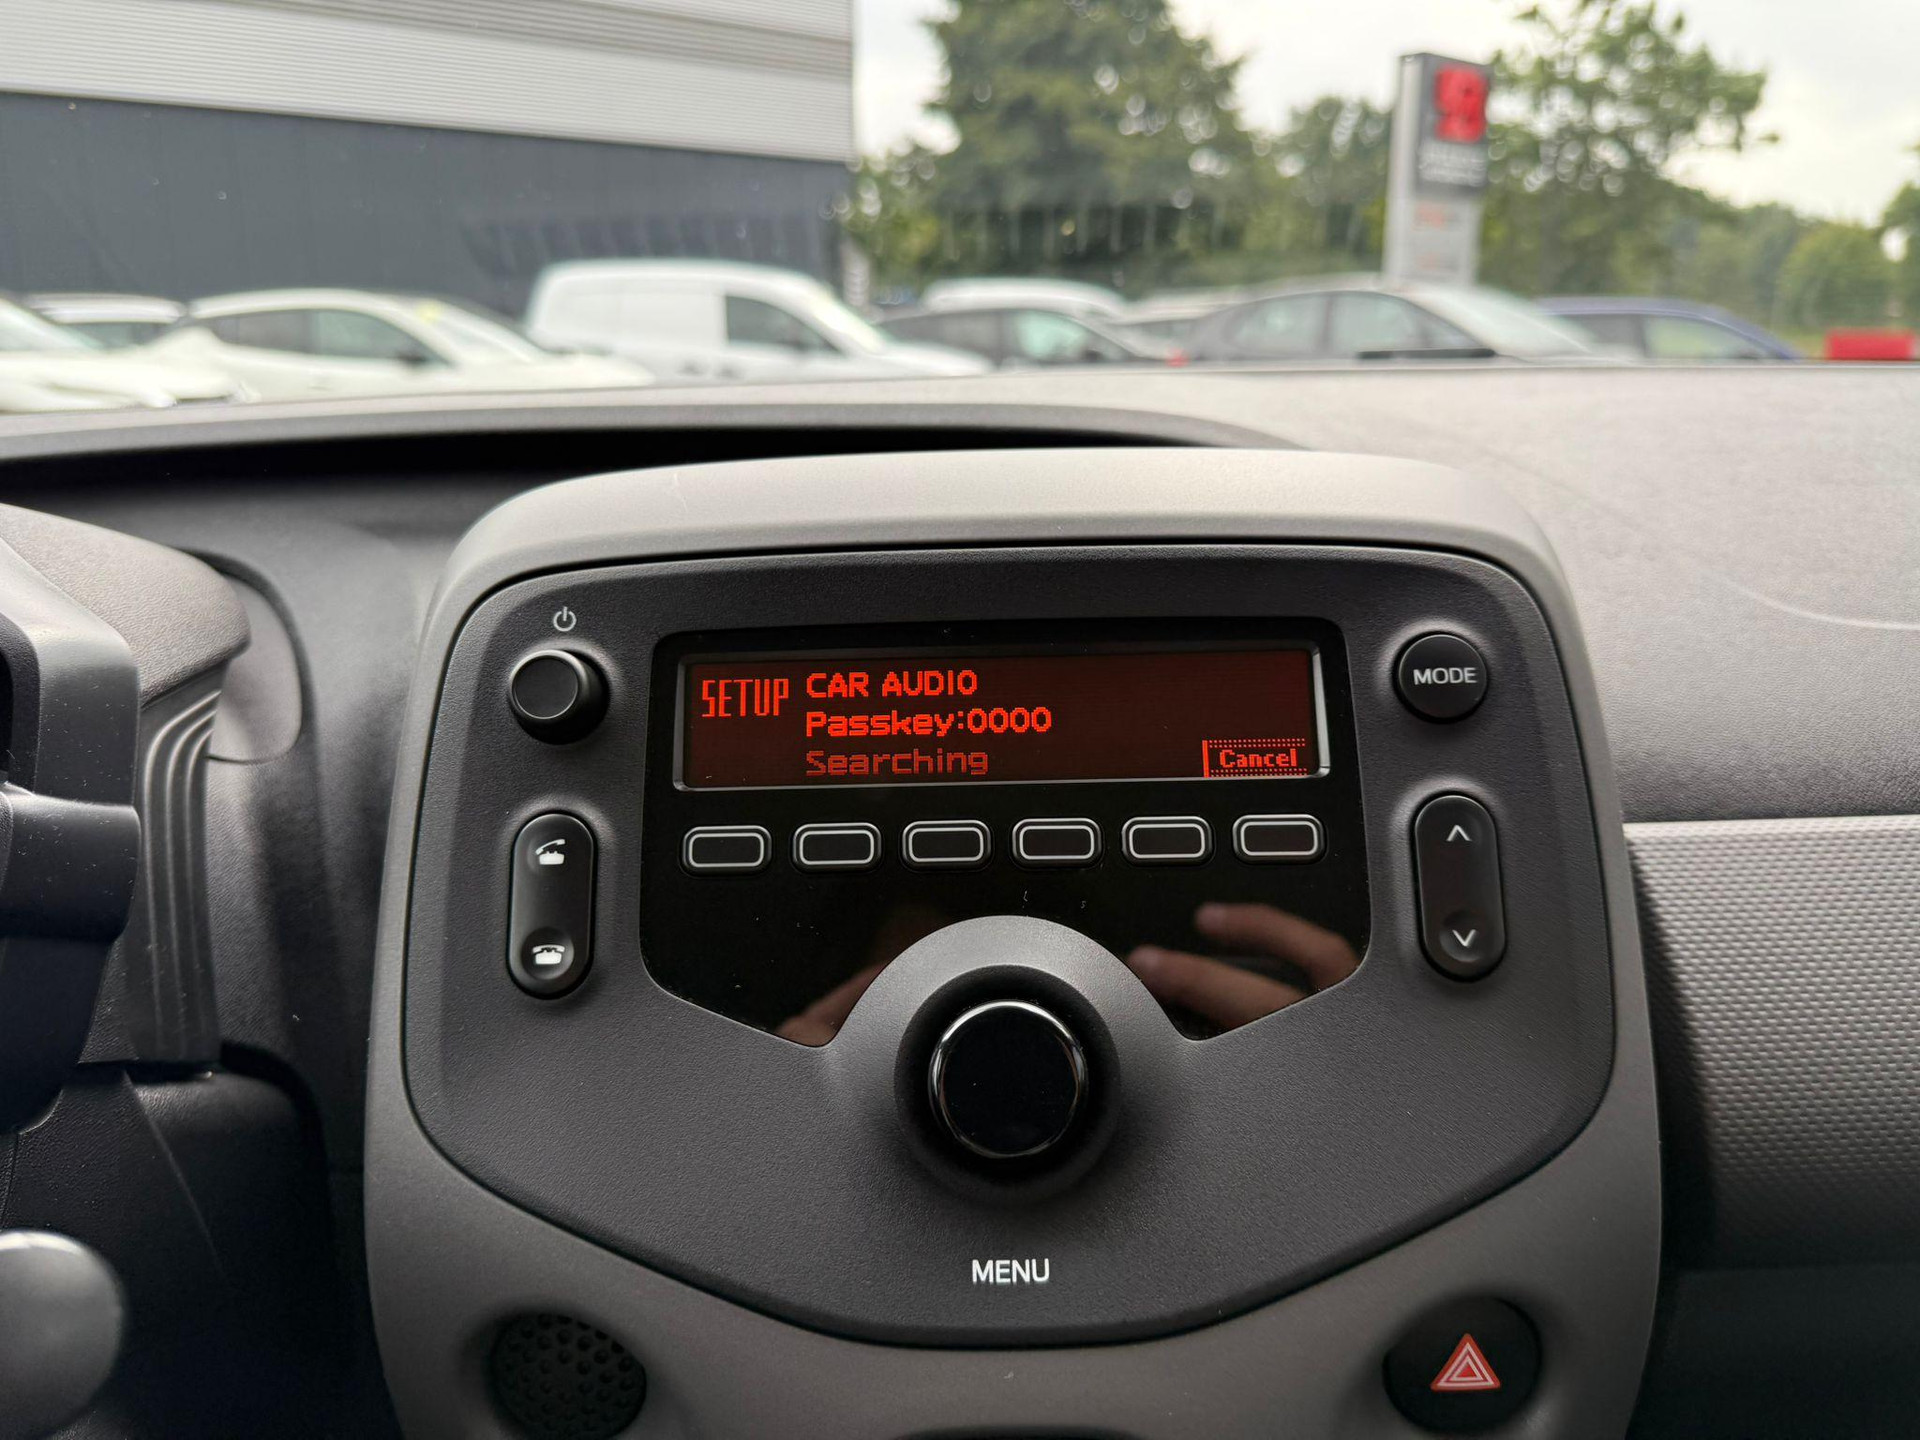 SETUP CAR AUDIO
Passkey:0000
Searching
Cancel
MODE
MENU